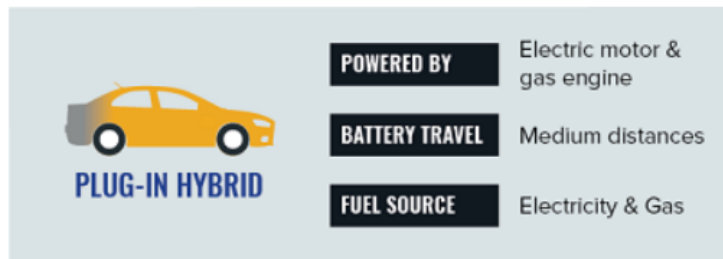 PLUG-IN HYBRID
POWERED BY
Electric motor &
gas engine
BATTERY TRAVEL
Medium distances
FUEL SOURCE
Electricity & Gas